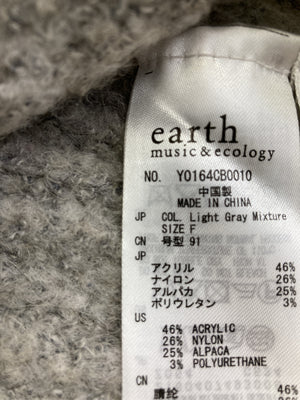 earth
music & ecology
NO. Y0164CB0010
中国製
MADE IN CHINA
JP COL. Light Gray Mixture
SIZE F
CN 号型 91
JP
アクリル 46%
ナイロン 26%
アルパカ 25%
ポリウレタン 3%
US
46% ACRYLIC
26% NYLON
25% ALPACA
3% POLYURETHANE
CN
腈纶 46%